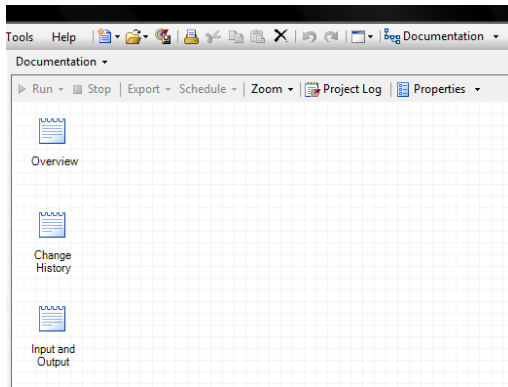 Tools Help Documentation
Documentation
Run Stop Export Schedule Zoom Project Log Properties
Overview
Change
History
Input and
Output